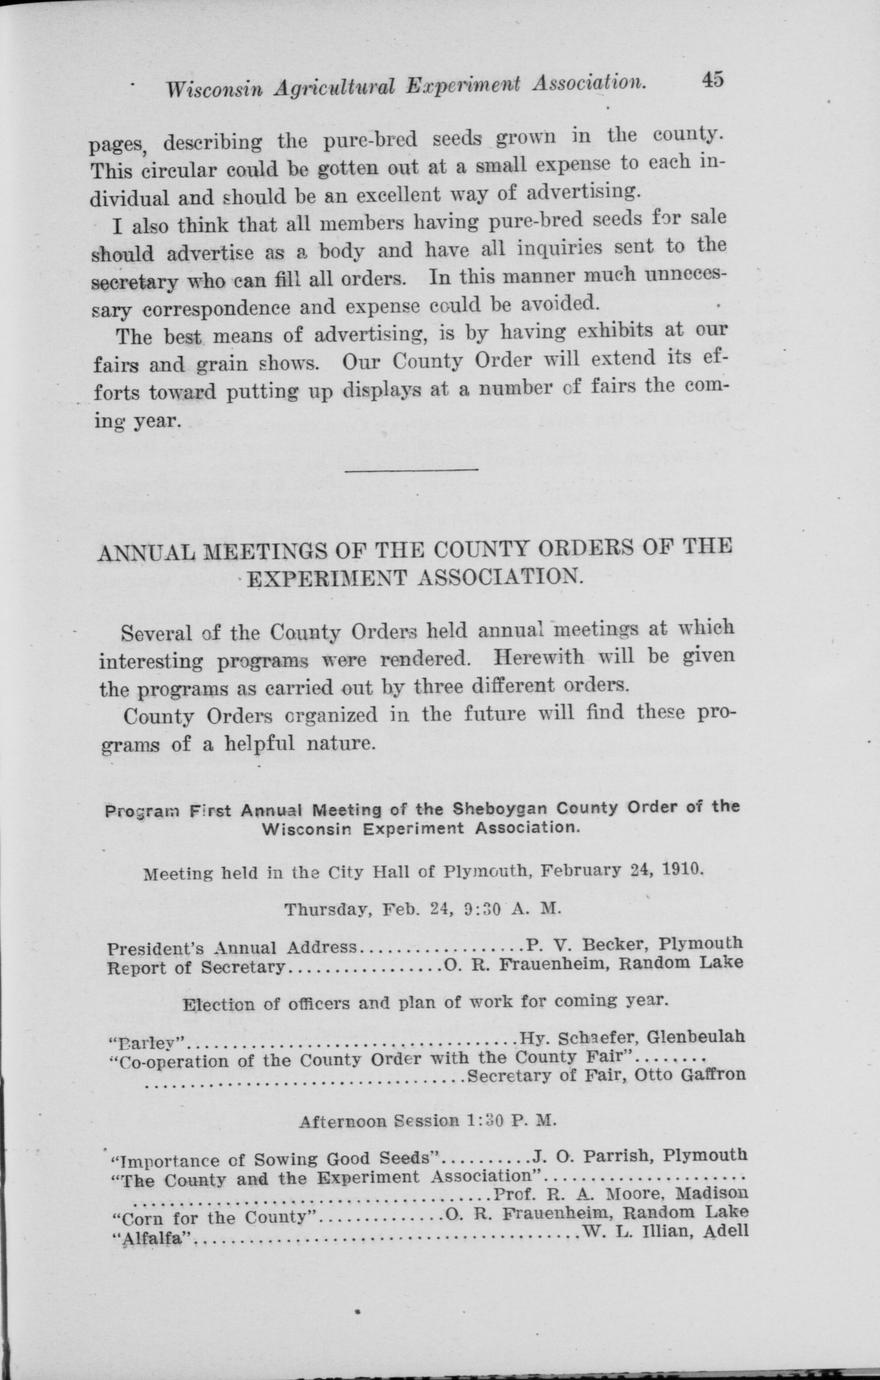 Wisconsin Agricultural Experiment Association. 45
pages, describing the pure-bred seeds grown in the county.
This circular could be gotten out at a small expense to each in-
dividual and should be an excellent way of advertising.
I also think that all members having pure-bred seeds for sale
should advertise as a body and have all inquiries sent to the
secretary who can fill all orders. In this manner much unneces-
sary correspondence and expense could be avoided.
The best means of advertising, is by having exhibits at our
fairs and grain shows. Our County Order will extend its ef-
forts toward putting up displays at a number of fairs the com-
ing year.
ANNUAL MEETINGS OF THE COUNTY ORDERS OF THE
EXPERIMENT ASSOCIATION.
Several of the County Orders held annual meetings at which
interesting programs were rendered. Herewith will be given
the programs as carried out by three different orders.
County Orders organized in the future will find these pro-
grams of a helpful nature.
Program First Annual Meeting of the Sheboygan County Order of the
Wisconsin Experiment Association.
Meeting held in the City Hall of Plymouth, February 24, 1910.
Thursday, Feb. 24, 9:30 A. M.
President's Annual Address..................P. V. Becker, Plymouth
Report of Secretary.................O. R. Frauenheim, Random Lake
Election of officers and plan of work for coming year.
"Barley"....................................Hy. Schaefer, Glenbeulah
"Co-operation of the County Order with the County Fair"........
...................................Secretary of Fair, Otto Gaffron
Afternoon Session 1:30 P. M.
"Importance of Sowing Good Seeds"..........J. O. Parrish, Plymouth
"The County and the Experiment Association"......................
.......................................Prof. R. A. Moore, Madison
"Corn for the County"..............O. R. Frauenheim, Random Lake
"Alfalfa"..........................................W. L. Illian, Adell